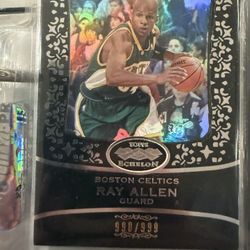 TOPPS
ECHELON
BOSTON CELTICS
RAY ALLEN
GUARD
990/999